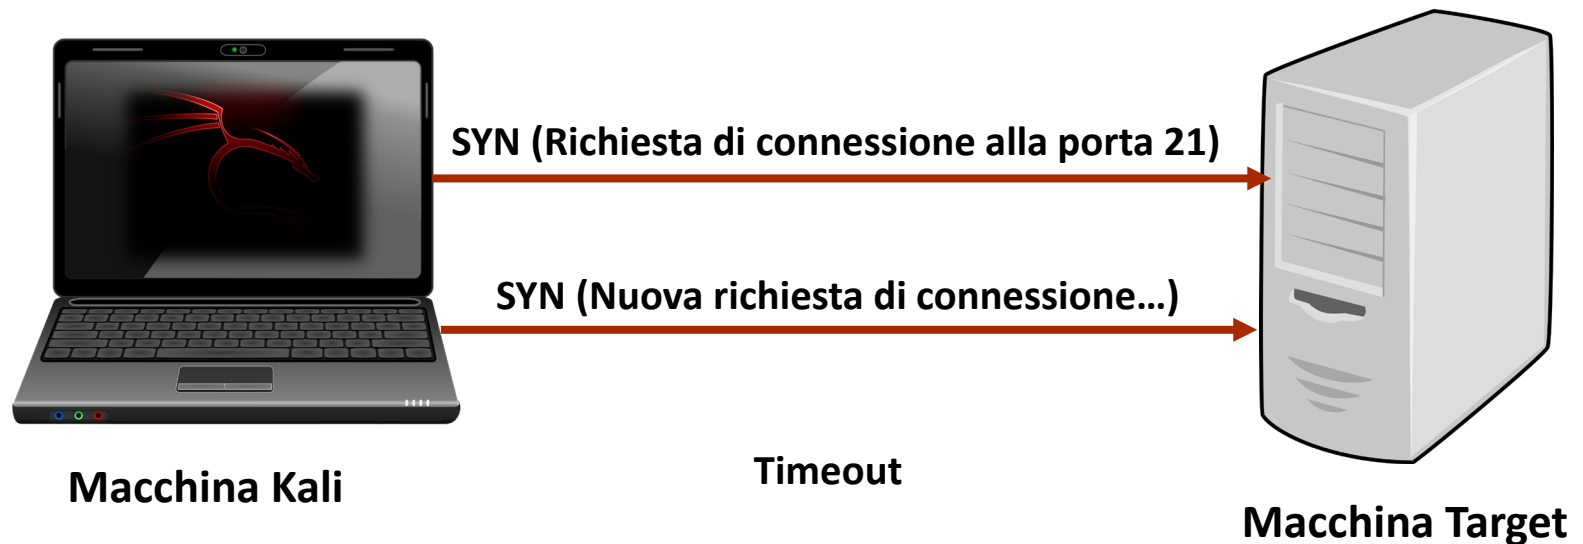 SYN (Richiesta di connessione alla porta 21)
SYN (Nuova richiesta di connessione…)
Timeout
Macchina Kali
Macchina Target